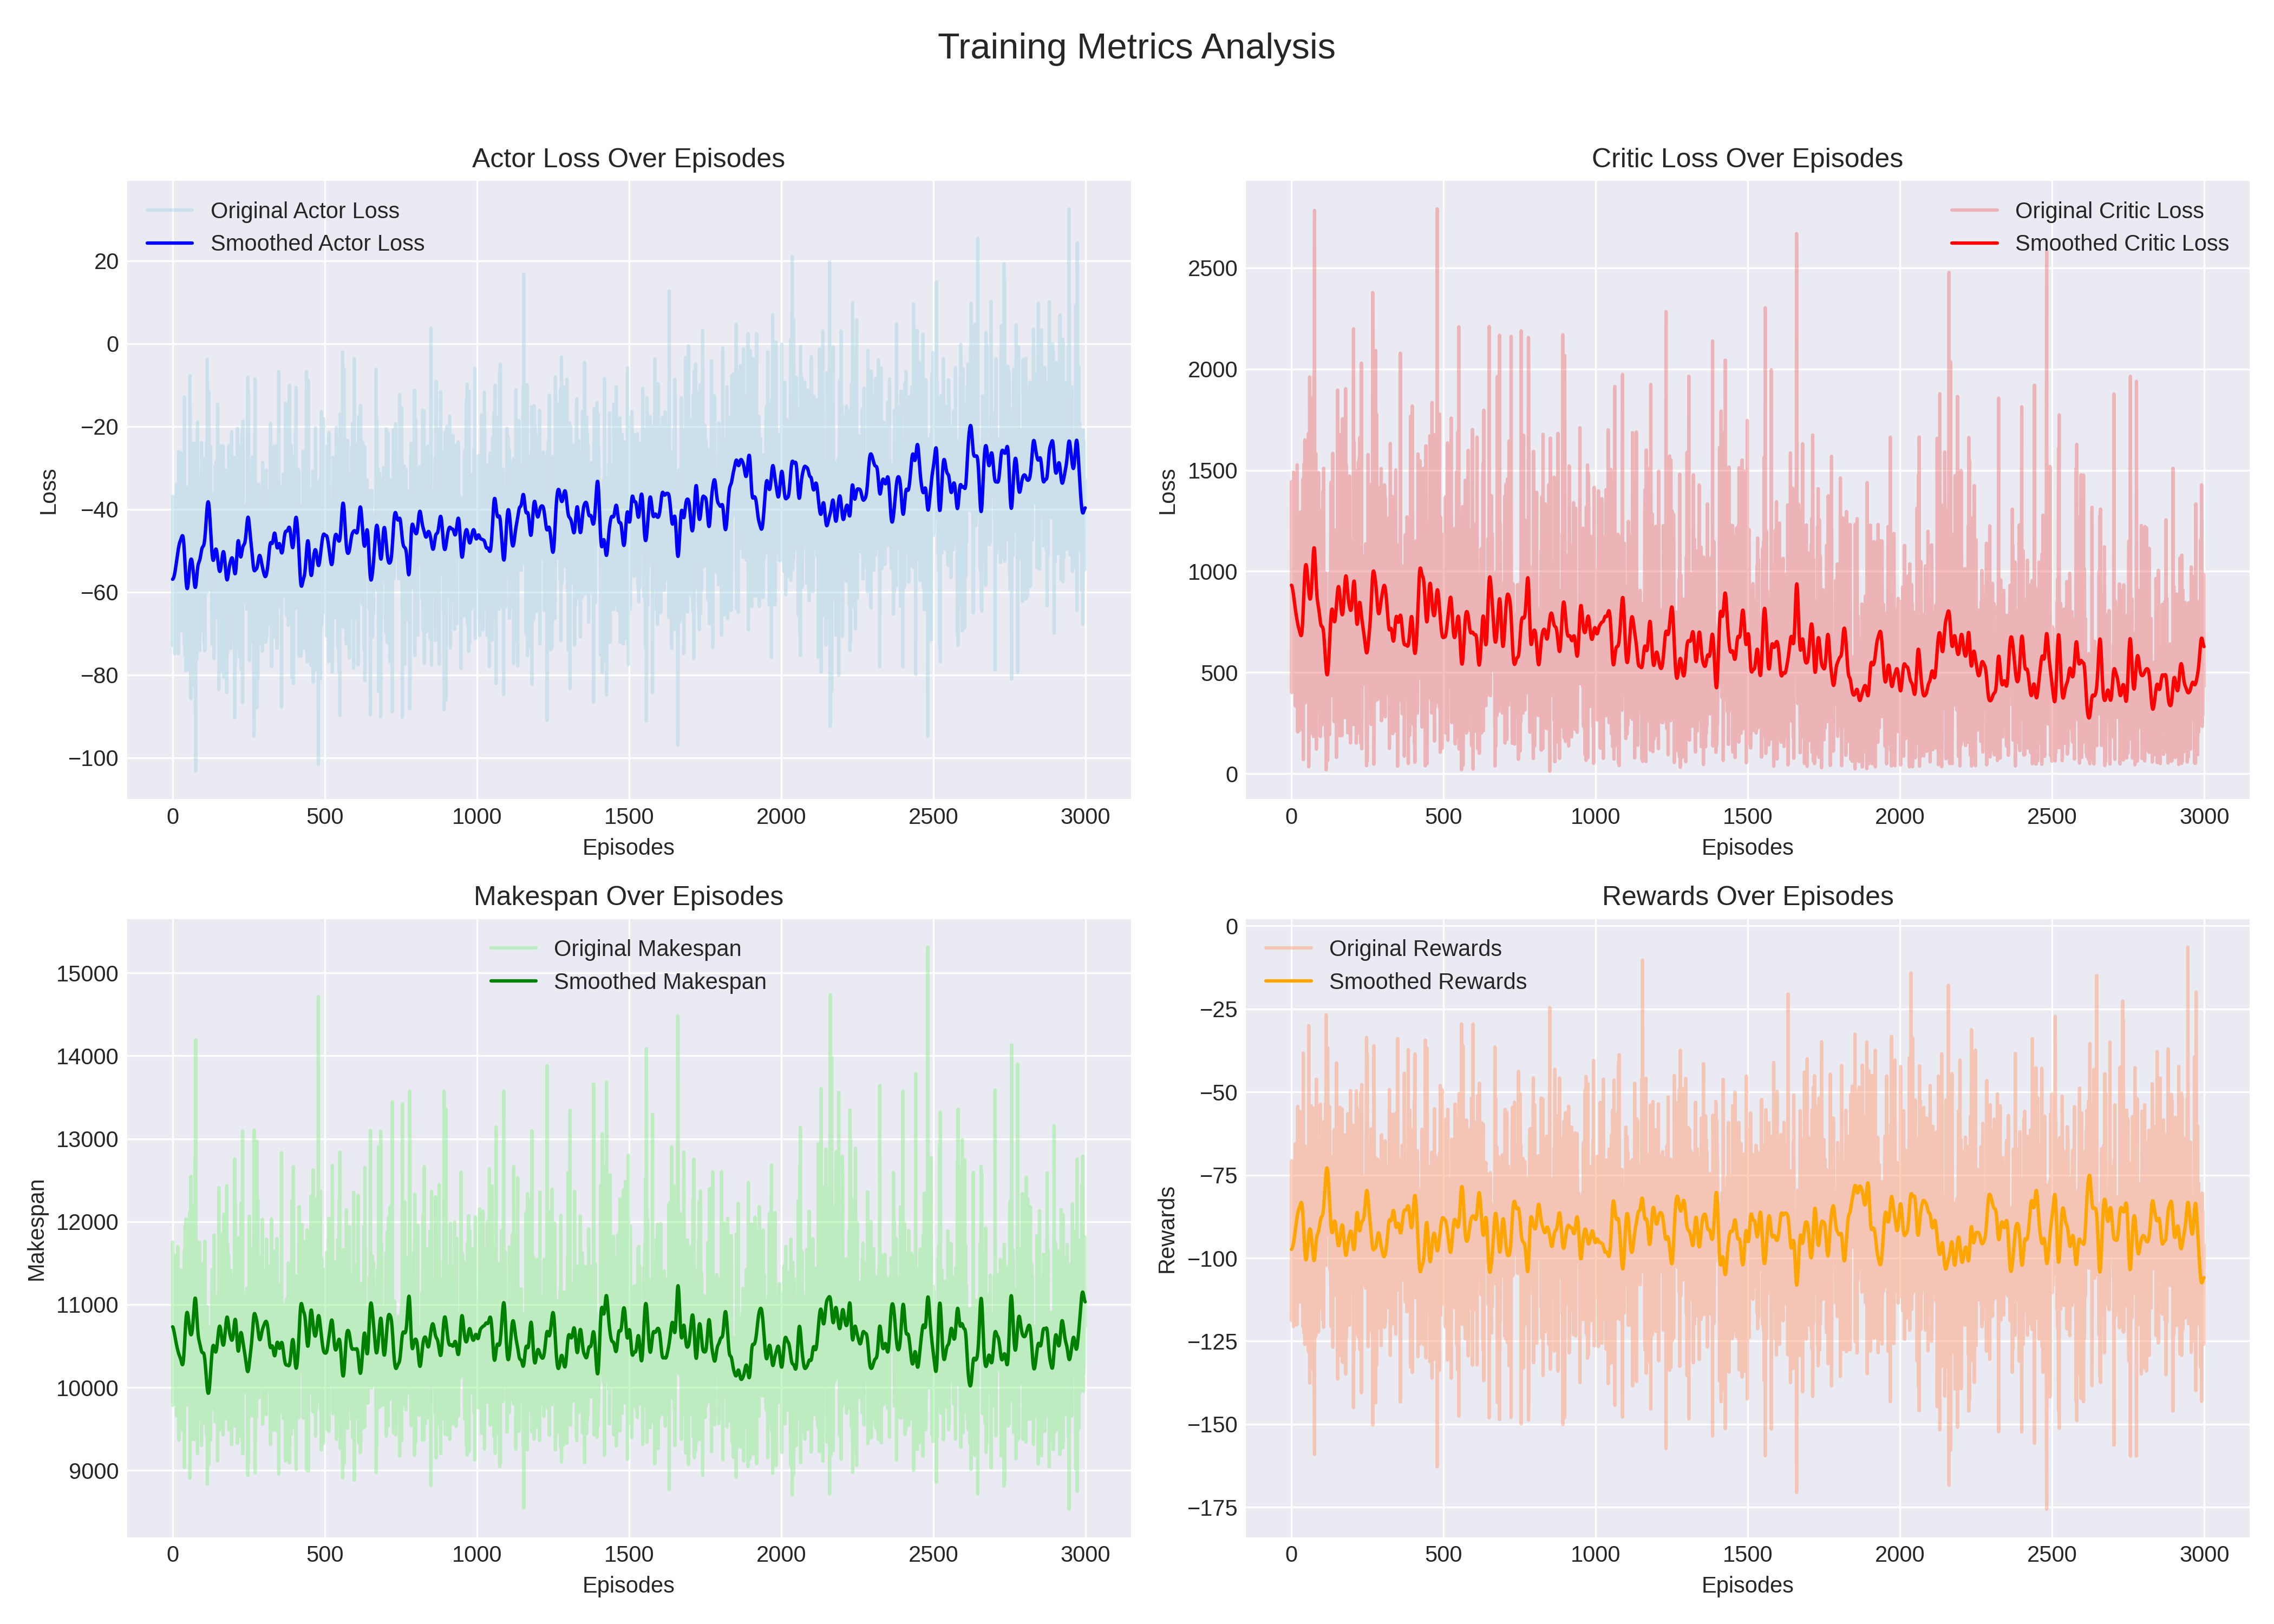 Training Metrics Analysis
Actor Loss Over Episodes
Original Actor Loss
Smoothed Actor Loss
Loss
20
0
−20
−40
−60
−80
−100
0 500 1000 1500 2000 2500 3000
Episodes
Critic Loss Over Episodes
Original Critic Loss
Smoothed Critic Loss
Loss
2500
2000
1500
1000
500
0
0 500 1000 1500 2000 2500 3000
Episodes
Makespan Over Episodes
Original Makespan
Smoothed Makespan
Makespan
15000
14000
13000
12000
11000
10000
9000
0 500 1000 1500 2000 2500 3000
Episodes
Rewards Over Episodes
Original Rewards
Smoothed Rewards
Rewards
0
−25
−50
−75
−100
−125
−150
−175
0 500 1000 1500 2000 2500 3000
Episodes